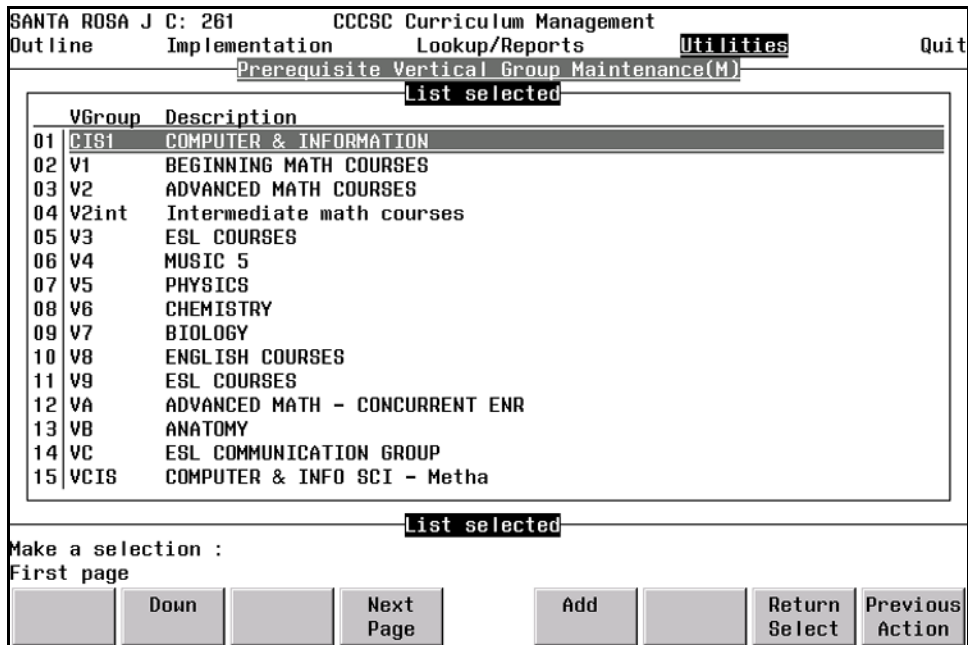 SANTA ROSA J C: 261 CCCSC Curriculum Management
Outline Implementation Lookup/Reports Utilities Quit
Prerequisite Vertical Group Maintenance(M)
List selected
VGroup Description
01 CIS1 COMPUTER & INFORMATION
02 V1 BEGINNING MATH COURSES
03 V2 ADVANCED MATH COURSES
04 V2int Intermediate math courses
05 V3 ESL COURSES
06 V4 MUSIC 5
07 V5 PHYSICS
08 V6 CHEMISTRY
09 V7 BIOLOGY
10 V8 ENGLISH COURSES
11 V9 ESL COURSES
12 VA ADVANCED MATH - CONCURRENT ENR
13 VB ANATOMY
14 VC ESL COMMUNICATION GROUP
15 VCIS COMPUTER & INFO SCI - Metha
List selected
Make a selection :
First page
Down Next Add Return Previous
Page Select Action